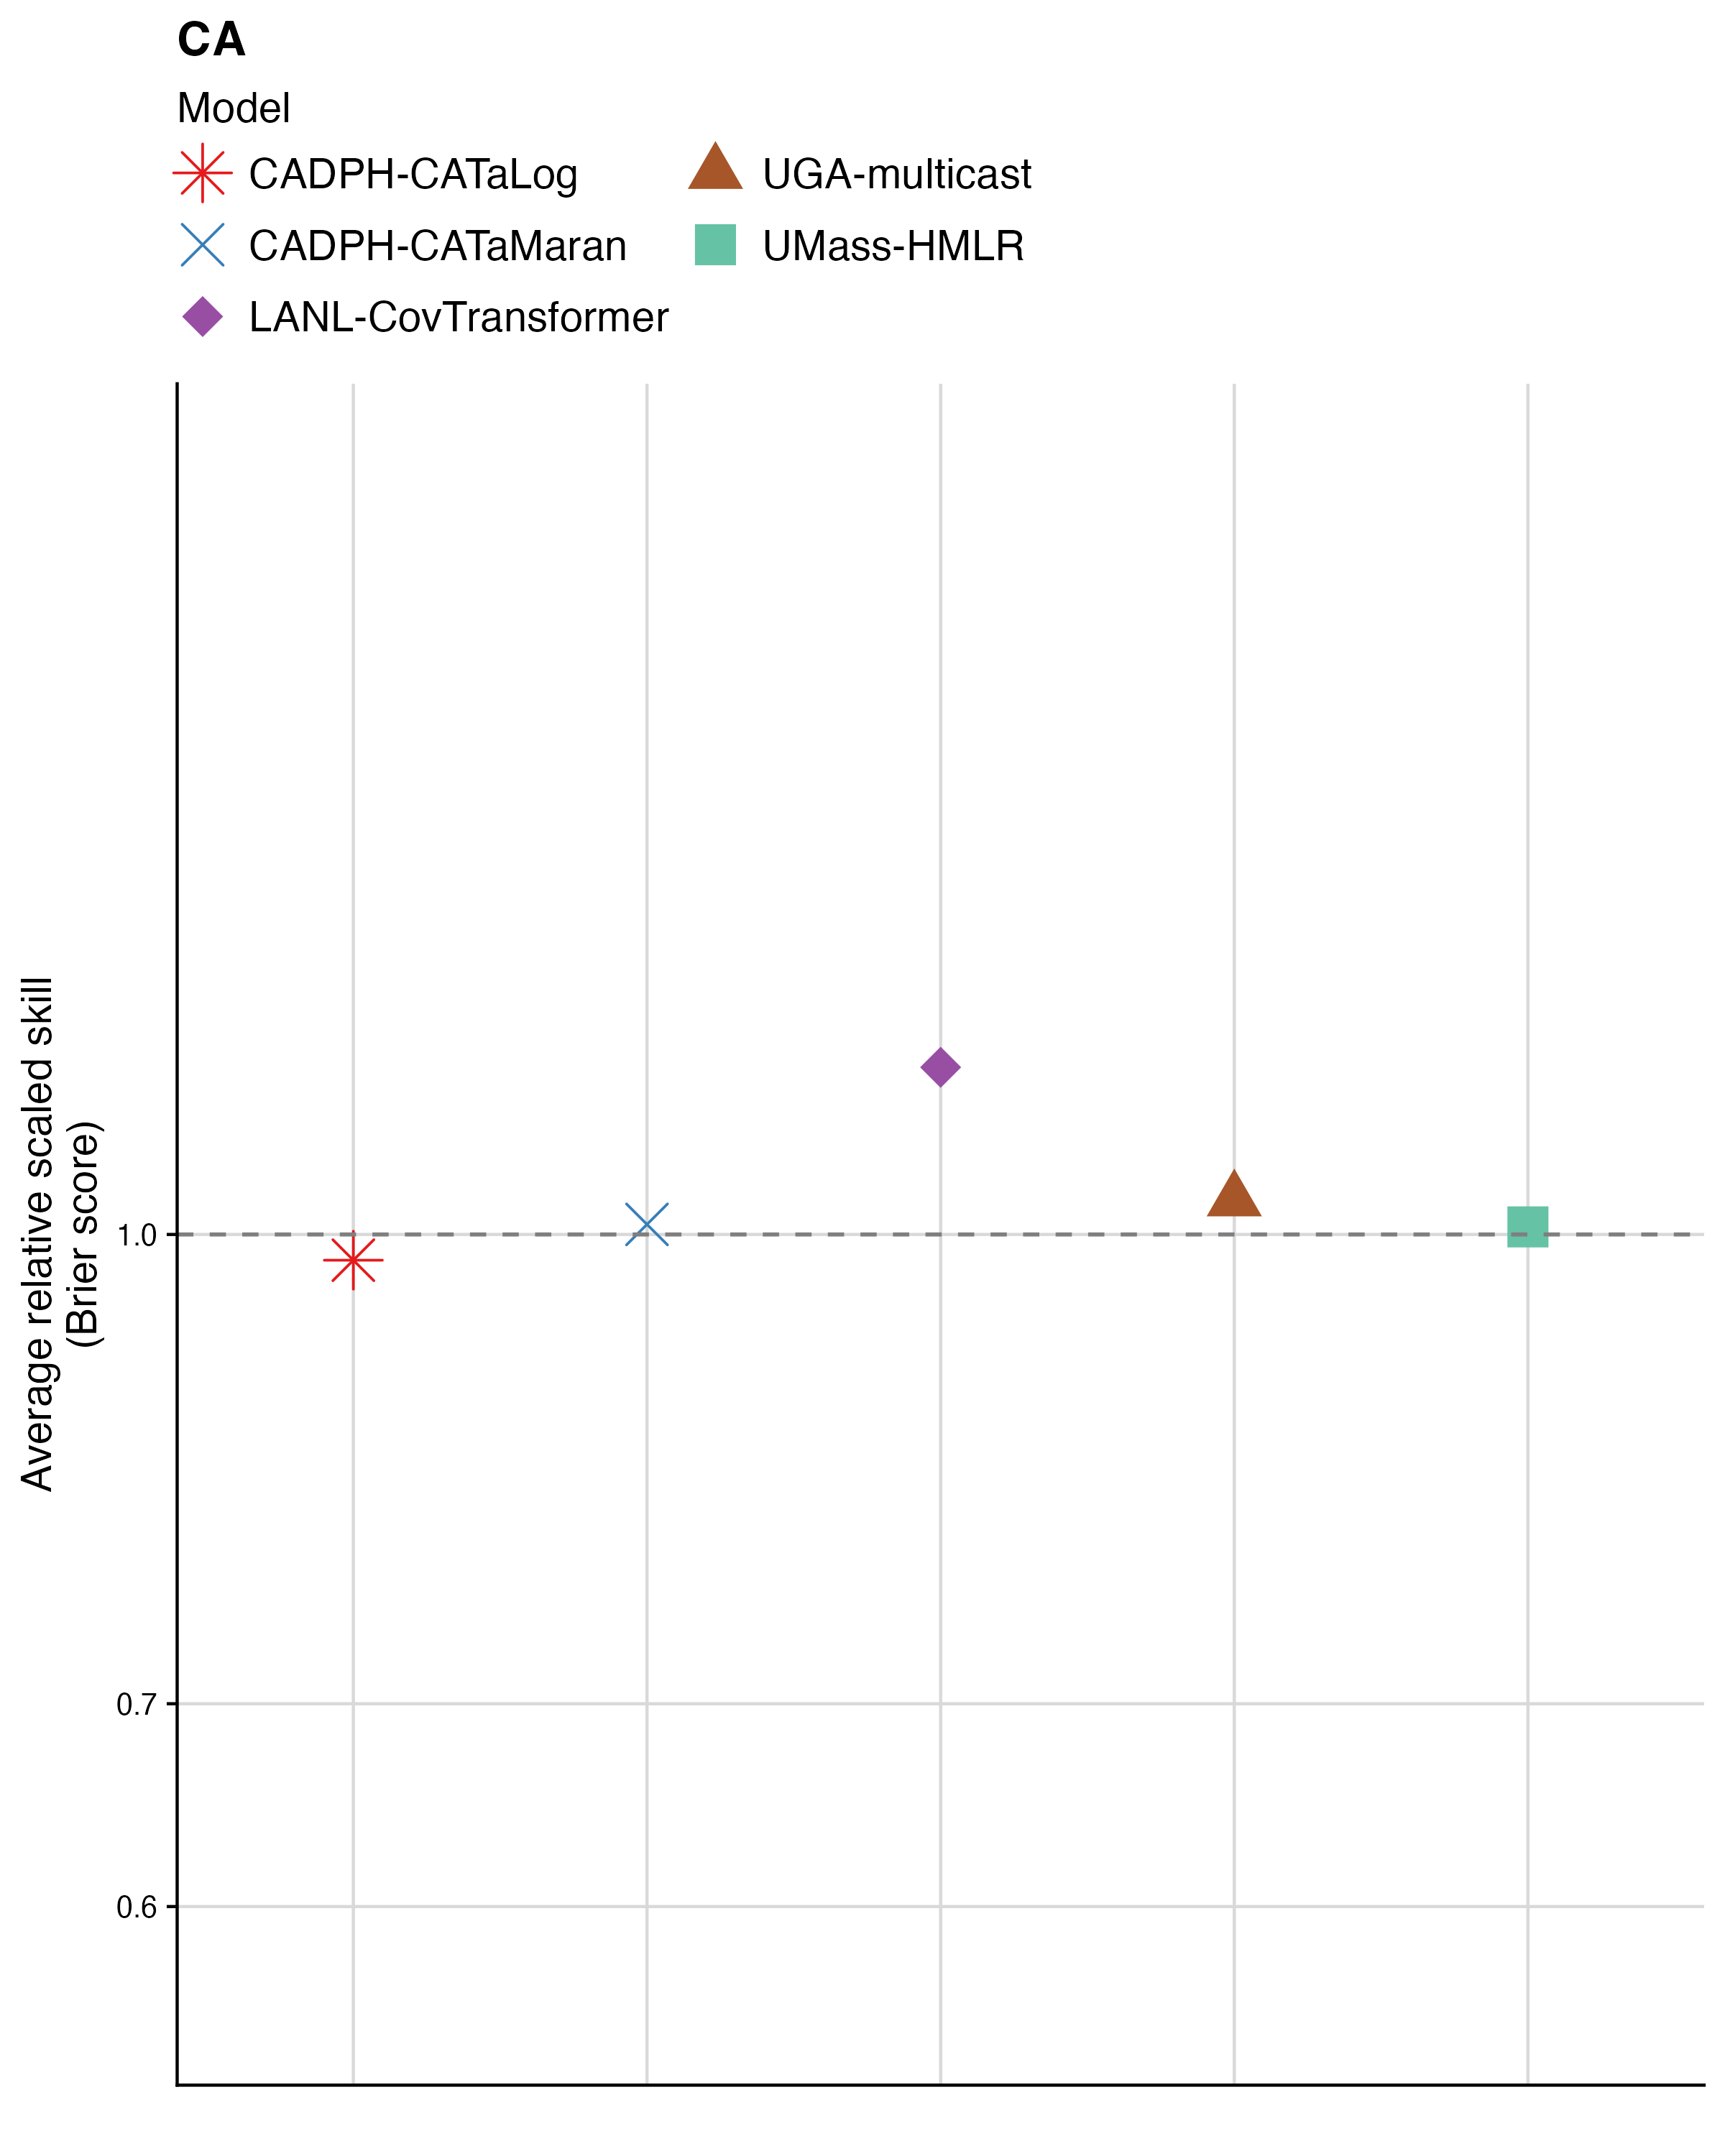 CA
Model
CADPH-CATaLog
CADPH-CATaMaran
LANL-CovTransformer
UGA-multicast
UMass-HMLR
Average relative scaled skill
(Brier score)
1.0
0.7
0.6